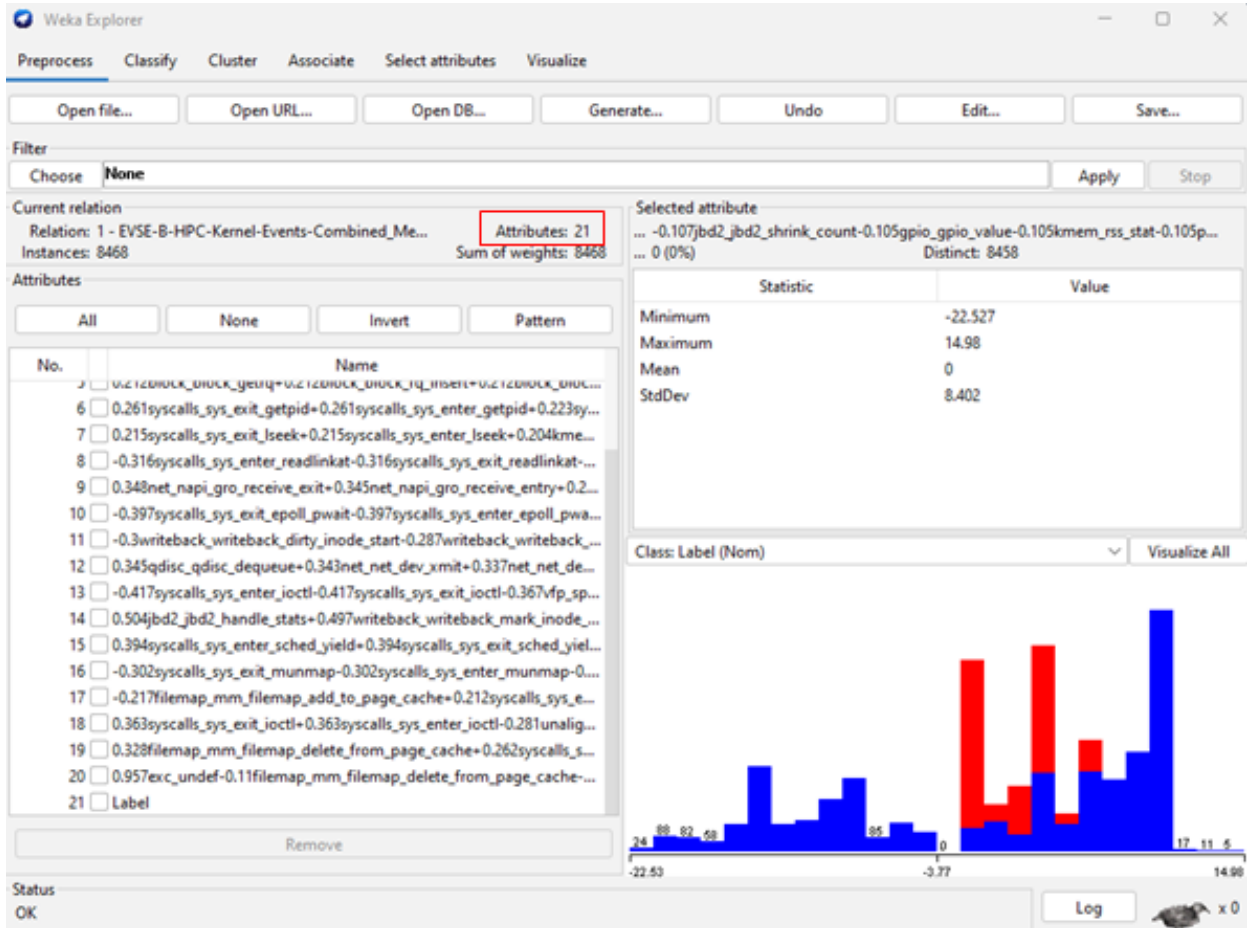 Weka Explorer
Preprocess Classify Cluster Associate Select attributes Visualize
Open file... Open URL... Open DB... Generate... Undo Edit... Save...
Filter
Choose None Apply Stop
Current relation
Relation: 1 - EVSE-B-HPC-Kernel-Events-Combined_Me... Attributes: 21
Instances: 8468 Sum of weights: 8468
Attributes
All None Invert Pattern
No. Name
5 0.212block_block_getrq+0.212block_block_rq_insert+0.212block_bloc...
6 0.261syscalls_sys_exit_getpid+0.261syscalls_sys_enter_getpid+0.223sy...
7 0.215syscalls_sys_exit_lseek+0.215syscalls_sys_enter_lseek+0.204kme...
8 -0.316syscalls_sys_enter_readlinkat-0.316syscalls_sys_exit_readlinkat-...
9 0.348net_napi_gro_receive_exit+0.345net_napi_gro_receive_entry+0.2...
10 -0.397syscalls_sys_exit_epoll_pwait-0.397syscalls_sys_enter_epoll_pwa...
11 -0.3writeback_writeback_dirty_inode_start-0.287writeback_writeback_...
12 0.345qdisc_qdisc_dequeue+0.343net_net_dev_xmit+0.337net_net_de...
13 -0.417syscalls_sys_enter_ioctl-0.417syscalls_sys_exit_ioctl-0.367vfp_sp...
14 0.504jbd2_jbd2_handle_stats+0.497writeback_writeback_mark_inode_...
15 0.394syscalls_sys_enter_sched_yield+0.394syscalls_sys_exit_sched_yiel...
16 -0.302syscalls_sys_exit_munmap-0.302syscalls_sys_enter_munmap-0....
17 -0.217filemap_mm_filemap_add_to_page_cache+0.212syscalls_sys_e...
18 0.363syscalls_sys_exit_ioctl+0.363syscalls_sys_enter_ioctl-0.281unalig...
19 0.328filemap_mm_filemap_delete_from_page_cache+0.262syscalls_s...
20 0.957exc_undef-0.11filemap_mm_filemap_delete_from_page_cache-...
21 Label
Remove
Selected attribute
... -0.107jbd2_jbd2_shrink_count-0.105gpio_gpio_value-0.105kmem_rss_stat-0.105p...
... 0 (0%) Distinct: 8458
Statistic Value
Minimum -22.527
Maximum 14.98
Mean 0
StdDev 8.402
Class: Label (Nom) Visualize All
24 88 82 58 85 0 17 11 5
-22.53 -3.77 14.98
Status
OK
Log x 0